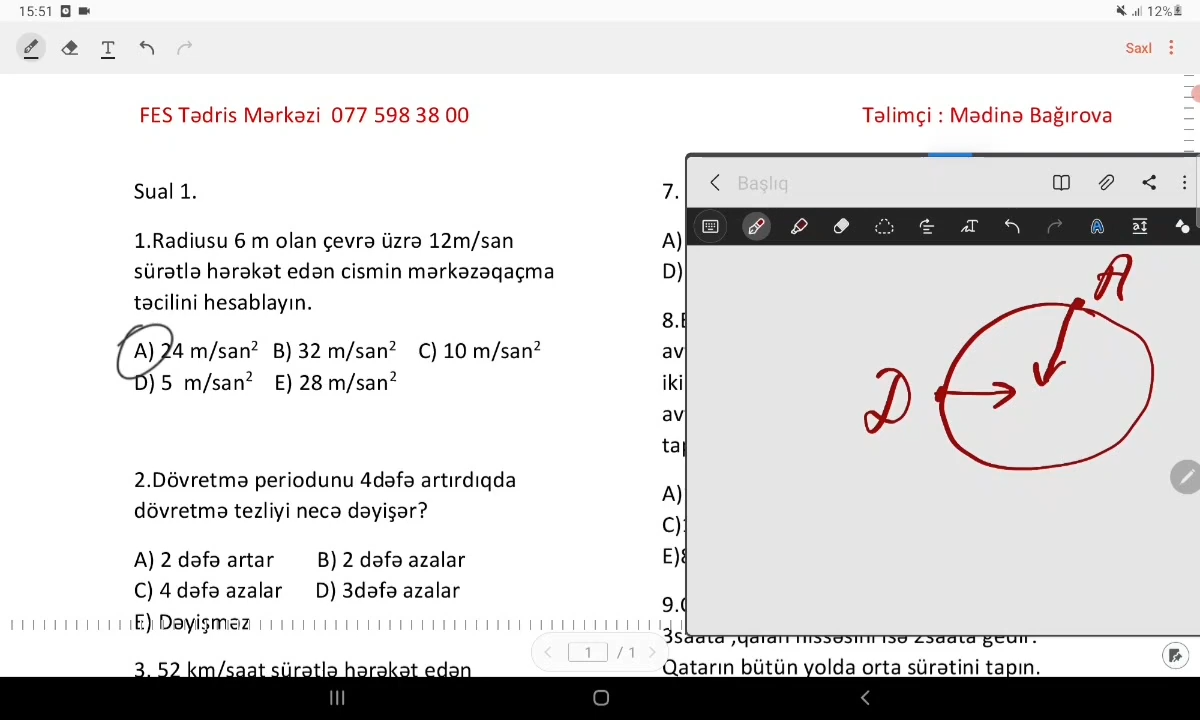 15:51
12%
Saxl
FES Tədris Mərkəzi 077 598 38 00
Təlimçi : Mədinə Bağırova
Sual 1.
1.Radiusu 6 m olan çevrə üzrə 12m/san
sürətlə hərəkət edən cismin mərkəzəqaçma
təcilini hesablayın.
A) 24 m/san² B) 32 m/san² C) 10 m/san²
D) 5 m/san² E) 28 m/san²
2.Dövretmə periodunu 4dəfə artırdıqda
dövretmə tezliyi necə dəyişər?
A) 2 dəfə artar B) 2 dəfə azalar
C) 4 dəfə azalar D) 3dəfə azalar
E) Dəyişməz
3. 52 km/saat sürətlə hərəkət edən
1 / 1
7.
A)
D)
8.
av
iki
av
A)
C)
E)
9.
3saata ,qalan hissəsini isə 2saata gedir.
Qatarın bütün yolda orta sürətini tapın.
Başlıq
A
D